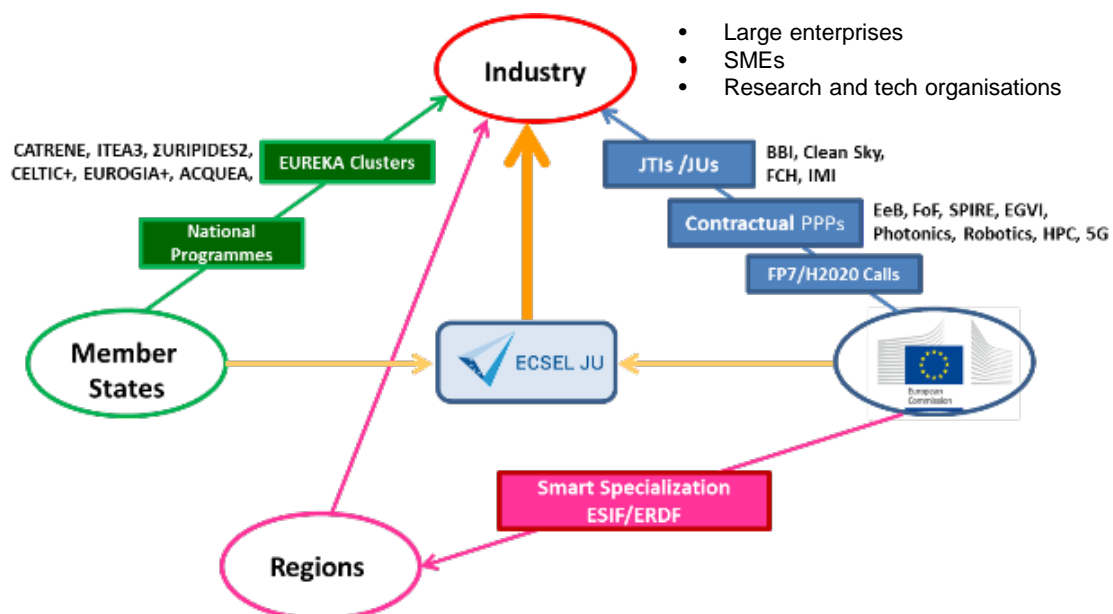 Industry
• Large enterprises
• SMEs
• Research and tech organisations
CATRENE, ITEA3, ΣURIPIDES2,
CELTIC+, EUROGIA+, ACQUEA,
EUREKA Clusters
JTIs /JUs
BBI, Clean Sky,
FCH, IMI
National
Programmes
Contractual PPPs
EeB, FoF, SPIRE, EGVI,
Photonics, Robotics, HPC, 5G
FP7/H2020 Calls
Member
States
ECSEL JU
European
Commission
Smart Specialization
ESIF/ERDF
Regions